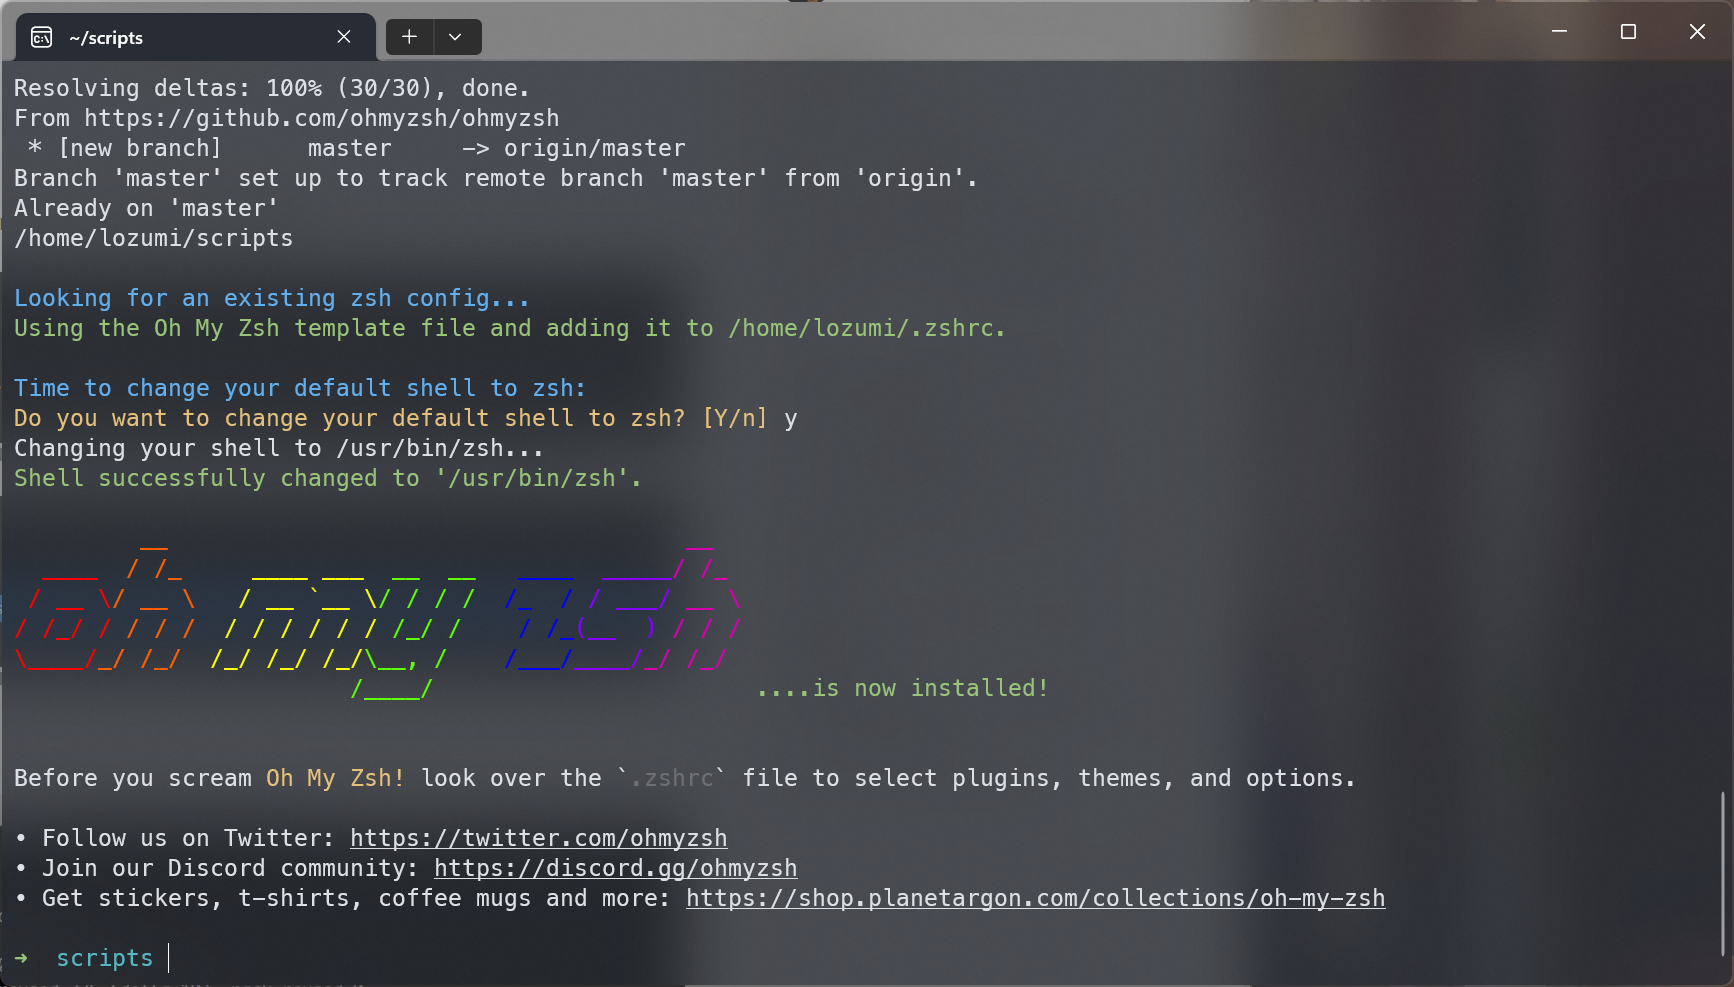 ~/scripts
Resolving deltas: 100% (30/30), done.
From https://github.com/ohmyzsh/ohmyzsh
 * [new branch]      master     -> origin/master
Branch 'master' set up to track remote branch 'master' from 'origin'.
Already on 'master'
/home/lozumi/scripts
Looking for an existing zsh config...
Using the Oh My Zsh template file and adding it to /home/lozumi/.zshrc.
Time to change your default shell to zsh:
Do you want to change your default shell to zsh? [Y/n] y
Changing your shell to /usr/bin/zsh...
Shell successfully changed to '/usr/bin/zsh'.
oh my zsh
....is now installed!
Before you scream Oh My Zsh! look over the `.zshrc` file to select plugins, themes, and options.
• Follow us on Twitter: https://twitter.com/ohmyzsh
• Join our Discord community: https://discord.gg/ohmyzsh
• Get stickers, t-shirts, coffee mugs and more: https://shop.planetargon.com/collections/oh-my-zsh
➜  scripts